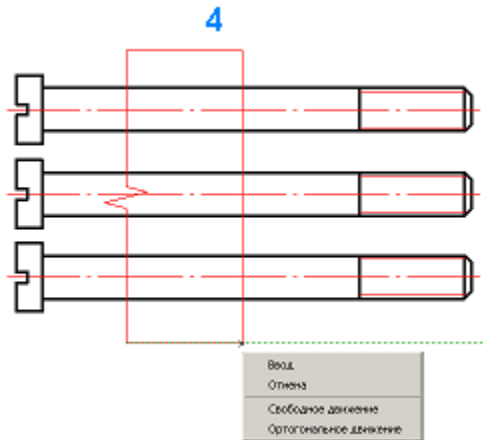 4
Ввод
Отмена
Свободное движение
Ортогональное движение